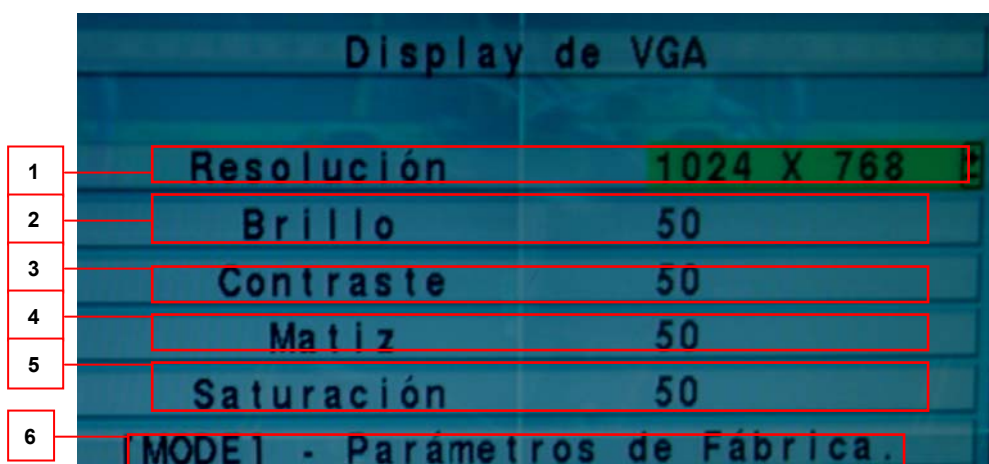 Display de VGA
1 Resolución 1024 X 768
2 Brillo 50
3 Contraste 50
4 Matiz 50
5 Saturación 50
6 [MODE] - Parámetros de Fábrica.